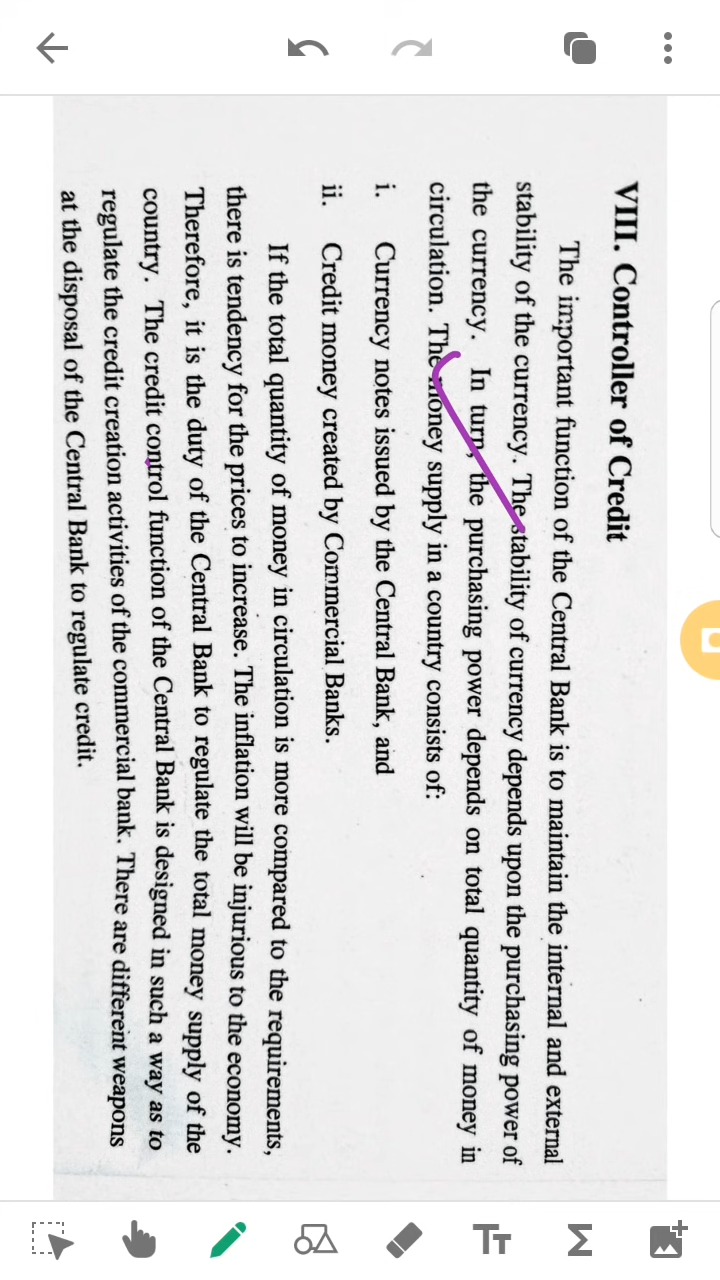 VIII. Controller of Credit
The important function of the Central Bank is to maintain the internal and external
stability of the currency. The stability of currency depends upon the purchasing power of
the currency. In turn, the purchasing power depends on total quantity of money in
circulation. The money supply in a country consists of:
i. Currency notes issued by the Central Bank, and
ii. Credit money created by Commercial Banks.
If the total quantity of money in circulation is more compared to the requirements,
there is tendency for the prices to increase. The inflation will be injurious to the economy.
Therefore, it is the duty of the Central Bank to regulate the total money supply of the
country. The credit control function of the Central Bank is designed in such a way as to
regulate the credit creation activities of the commercial bank. There are different weapons
at the disposal of the Central Bank to regulate credit.